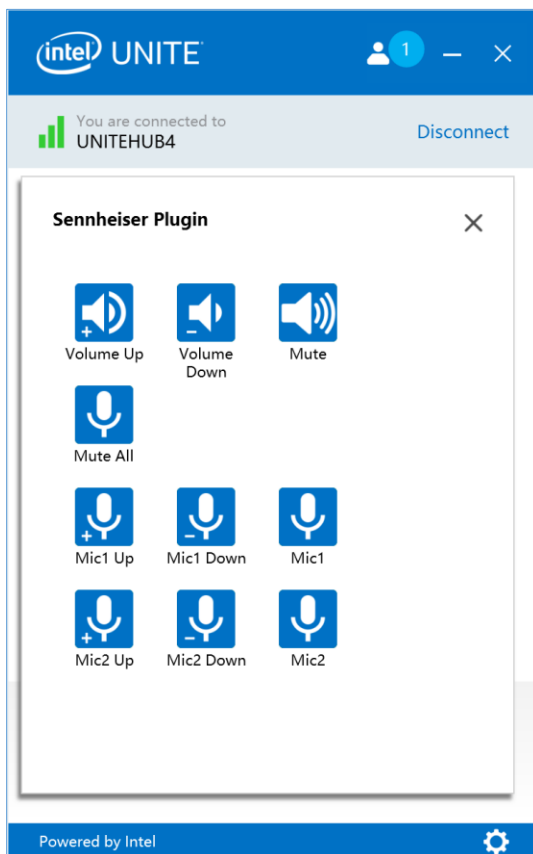 intel UNITE
1
You are connected to
UNITEHUB4
Disconnect
Sennheiser Plugin
Volume Up
Volume
Down
Mute
Mute All
Mic1 Up
Mic1 Down
Mic1
Mic2 Up
Mic2 Down
Mic2
Powered by Intel